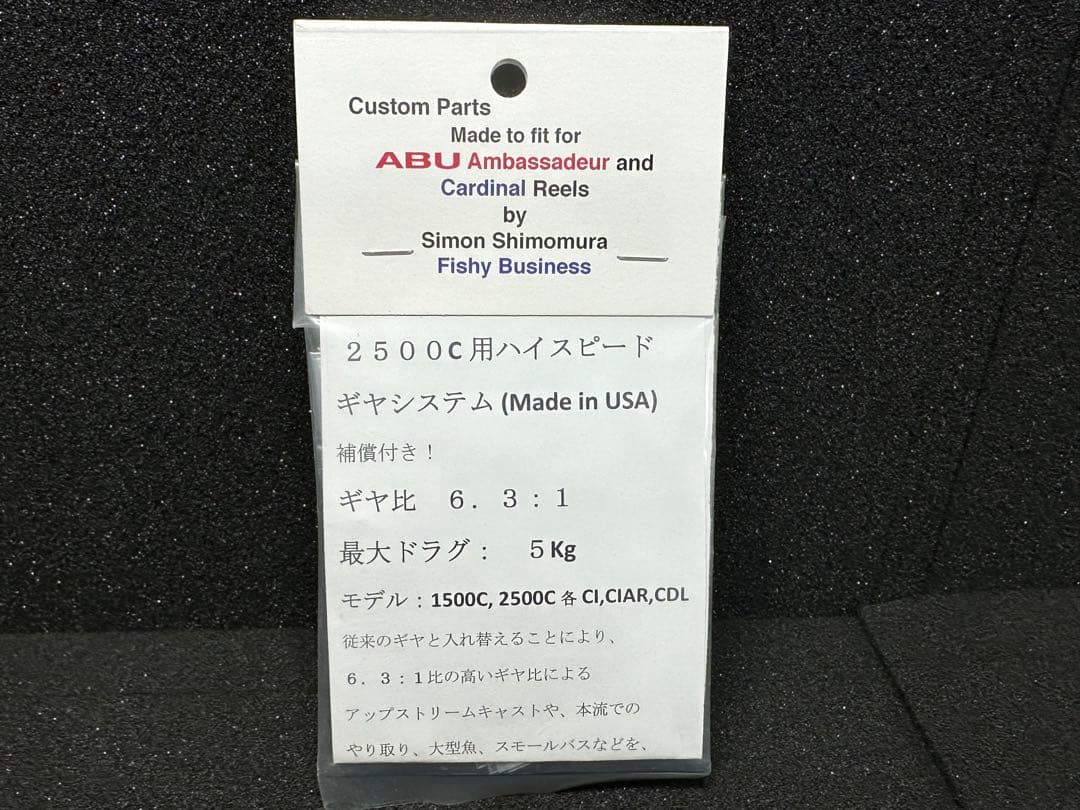 Custom Parts
Made to fit for
ABU Ambassadeur and
Cardinal Reels
by
Simon Shimomura
Fishy Business
２５００C 用ハイスピード
ギヤシステム (Made in USA)
補償付き！
ギヤ比　６．３：１
最大ドラグ：　５Kg
モデル：1500C, 2500C 各 CI,CIAR,CDL
従来のギヤと入れ替えることにより、
６．３：１比の高いギヤ比による
アップストリームキャストや、本流での
やり取り、大型魚、スモールバスなどを、